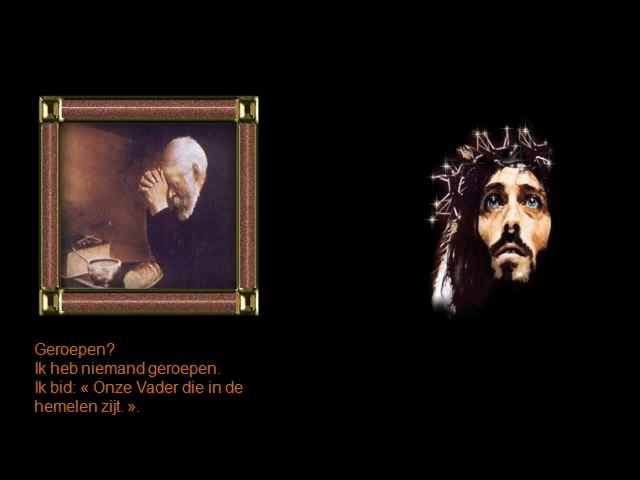 Geroepen?
Ik heb niemand geroepen.
Ik bid: « Onze Vader die in de
hemelen zijt. ».